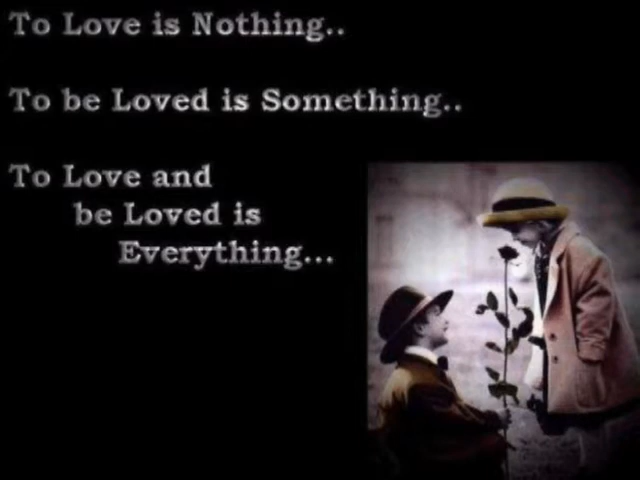 To Love is Nothing..
To be Loved is Something..
To Love and
be Loved is
Everything...